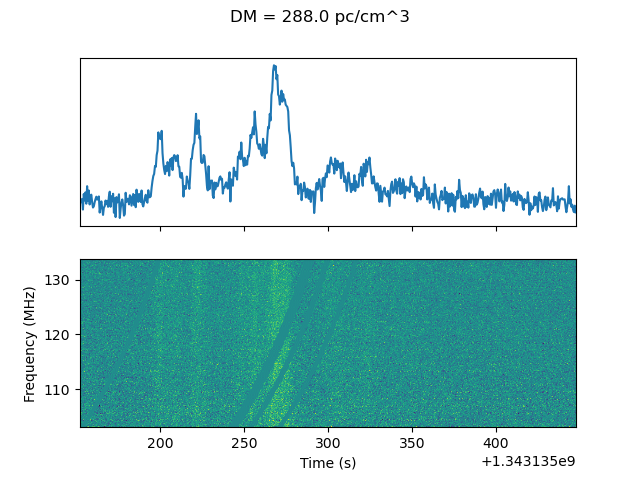 DM = 288.0 pc/cm^3
130
120
110
Frequency (MHz)
200 250 300 350 400
Time (s)
+1.343135e9